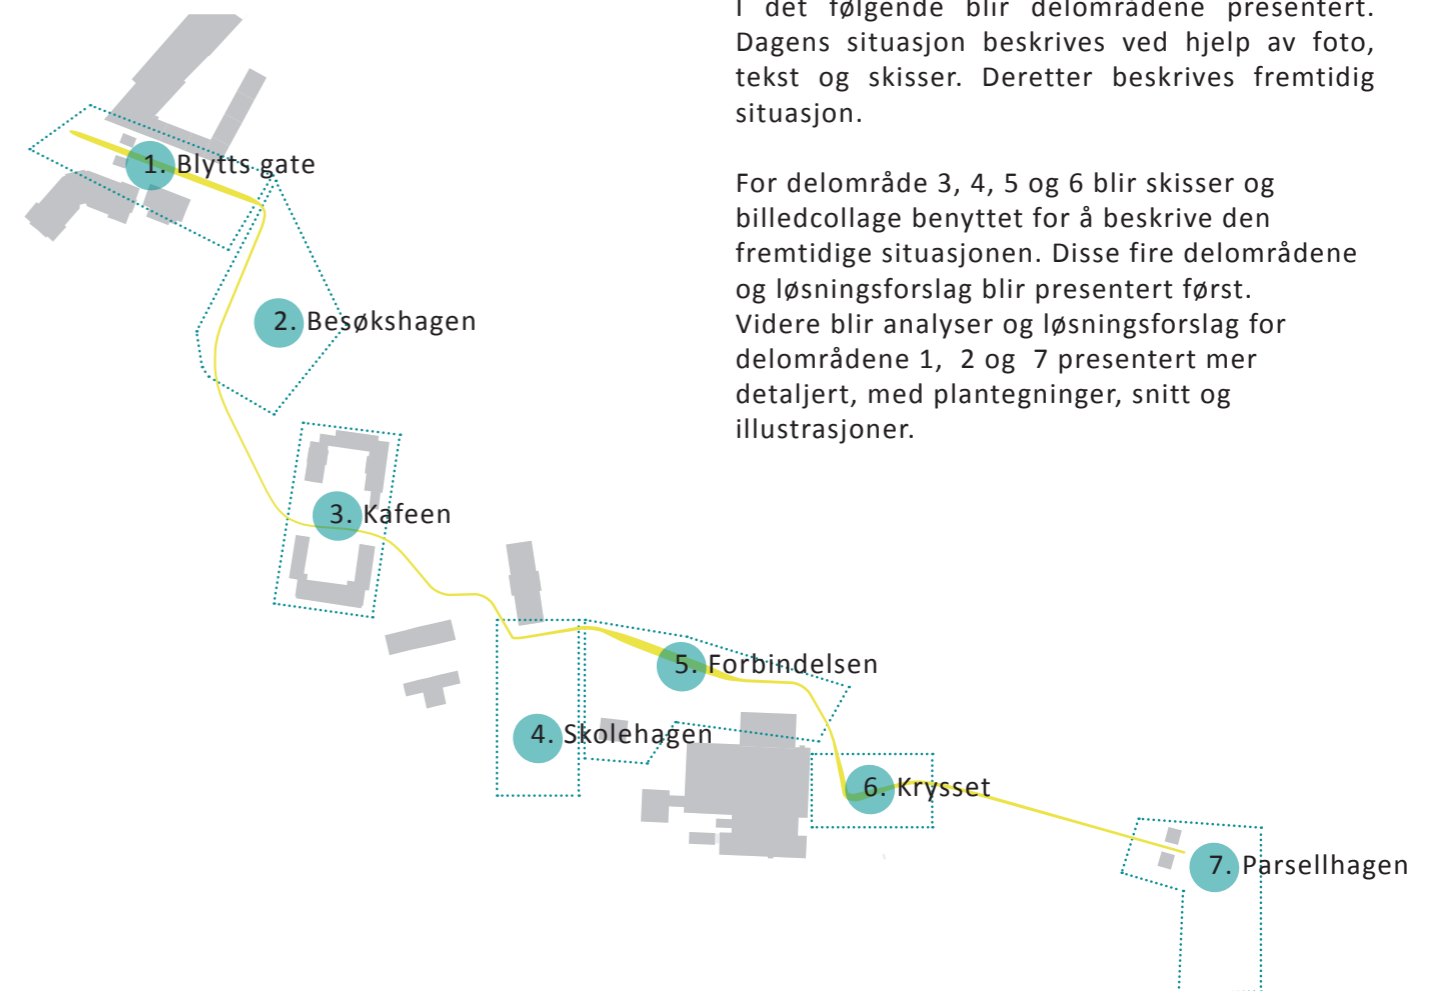 I det følgende blir delområdene presentert.
Dagens situasjon beskrives ved hjelp av foto,
tekst og skisser. Deretter beskrives fremtidig
situasjon.
For delområde 3, 4, 5 og 6 blir skisser og
billedcollage benyttet for å beskrive den
fremtidige situasjonen. Disse fire delområdene
og løsningsforslag blir presentert først.
Videre blir analyser og løsningsforslag for
delområdene 1, 2 og 7 presentert mer
detaljert, med plantegninger, snitt og
illustrasjoner.
1. Blytts gate
2. Besøkshagen
3. Kafeen
4. Skolehagen
5. Forbindelsen
6. Krysset
7. Parsellhagen